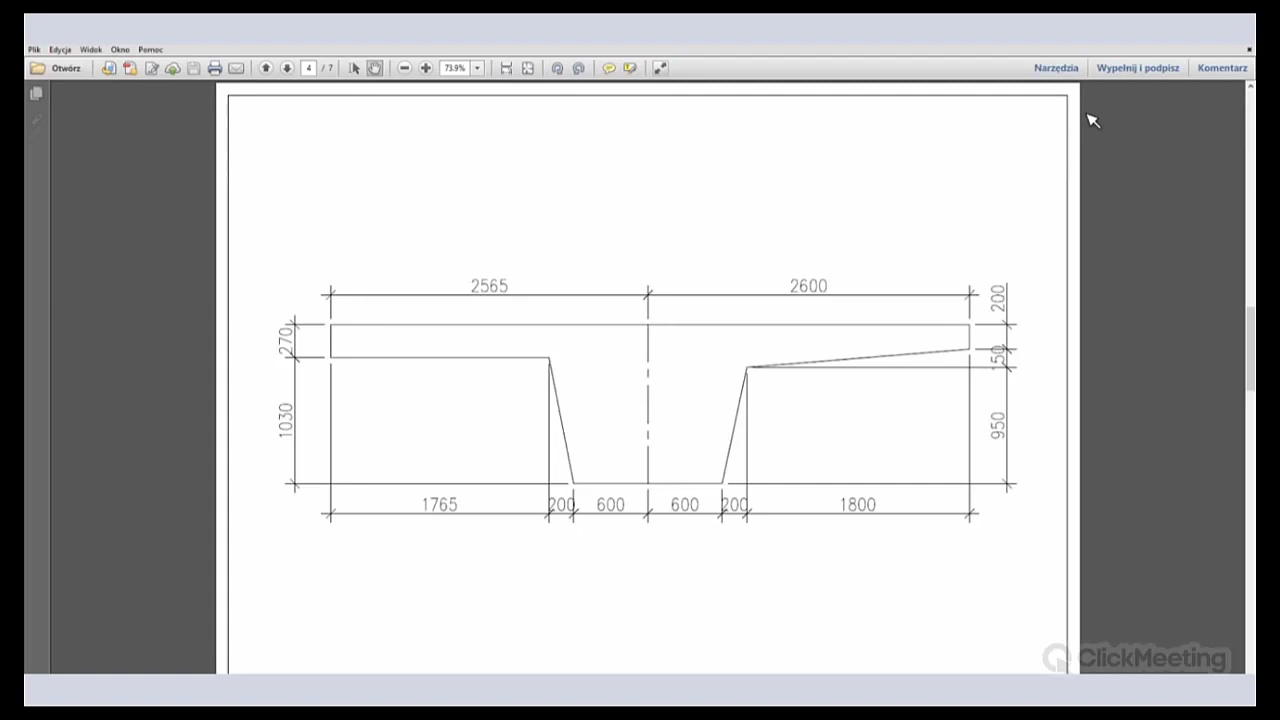 Plik Edycja Widok Okno Pomoc
Otwórz 4 / 7 73.9% Narzędzia Wypełnij i podpisz Komentarz
2565 2600
200
270
150
1030
950
1765 200 600 600 200 1800
ClickMeeting